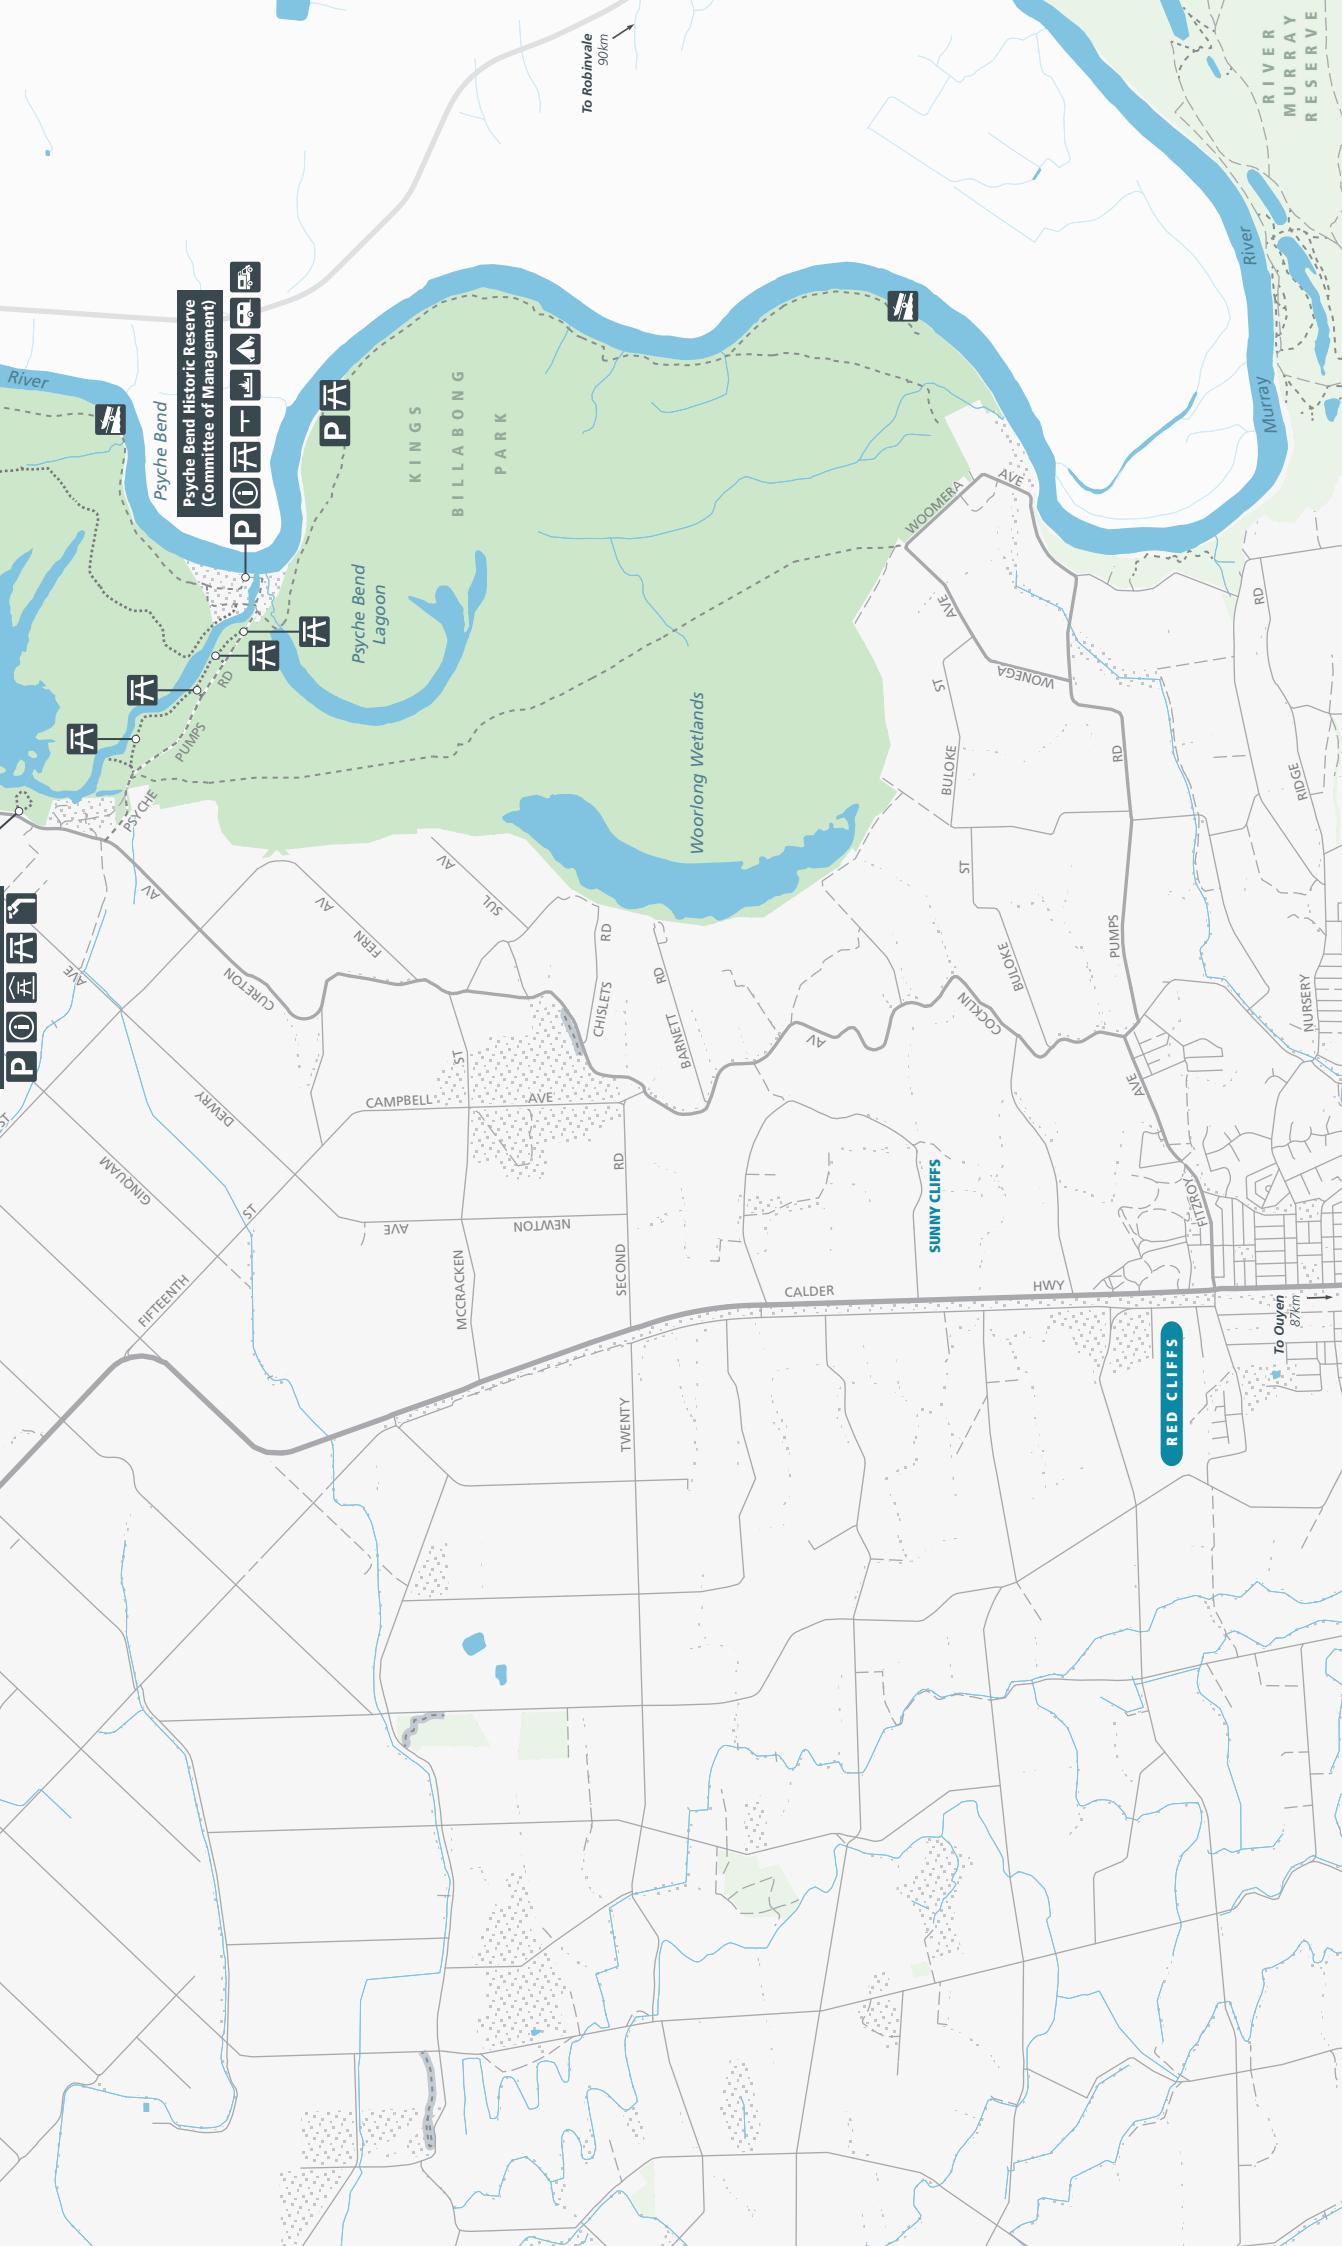 To Robinvale
90km
RIVER
MURRAY
RESERVE
River
Murray
River
Psyche Bend
Psyche Bend Historic Reserve
(Committee of Management)
P
P
KINGS
BILLABONG
PARK
Psyche Bend
Lagoon
Woorlong Wetlands
PSYCHE
PUMPS
RD
WOOMERA
AVE
AVE
WONEGA
BULOKE
ST
BULOKE
ST
PUMPS
RD
RIDGE
RD
NURSERY
P
AVE
CURETON
AV
FERN
AV
SUL
AV
CHISLETS
RD
BARNETT
RD
COCKLIN
AV
FITZROY
AVE
ST
GINQUAM
DEWRY
CAMPBELL
AVE
NEWTON
AVE
MCCRACKEN
ST
TWENTY
SECOND
RD
FIFTEENTH
ST
SUNNY CLIFFS
CALDER
HWY
RED CLIFFS
To Ouyen
87km